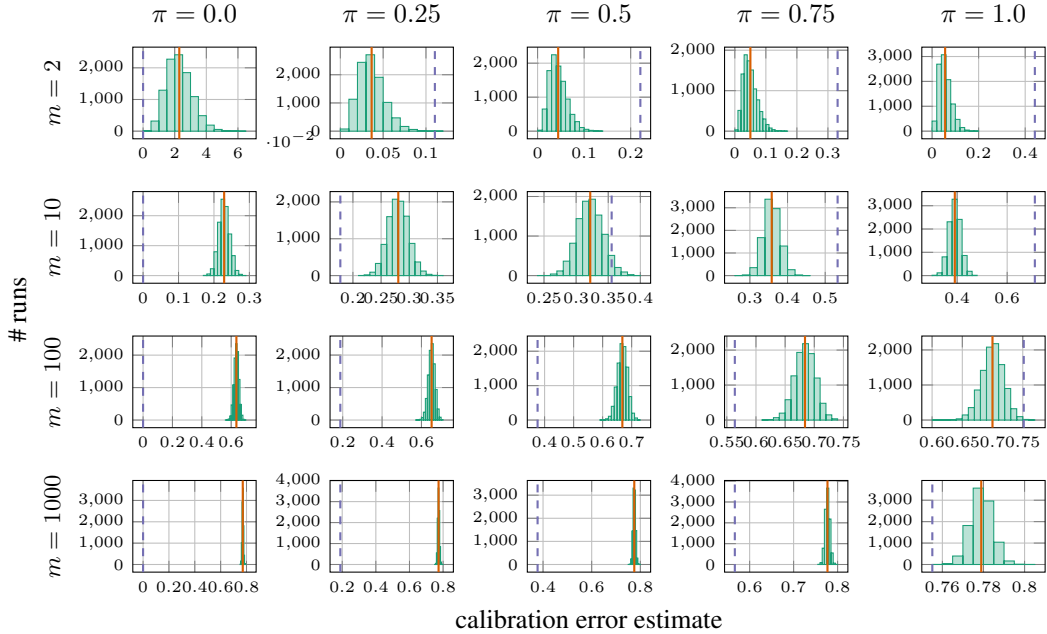 π = 0.0 π = 0.25 π = 0.5 π = 0.75 π = 1.0
m = 2
2,000
1,000
0
0 2 4 6
·10⁻²
2,000
1,000
0
0 0.05 0.1
2,000
1,000
0
0 0.1 0.2
2,000
1,000
0
0 0.1 0.2 0.3
3,000
2,000
1,000
0
0 0.2 0.4
m = 10
2,000
1,000
0
0 0.1 0.2 0.3
2,000
1,000
0
0.2 0.25 0.3 0.35
2,000
1,000
0
0.25 0.3 0.35 0.4
3,000
2,000
1,000
0
0.3 0.4 0.5
3,000
2,000
1,000
0
0.4 0.6
# runs
m = 100
2,000
1,000
0
0 0.2 0.4 0.6
2,000
1,000
0
0.2 0.4 0.6
2,000
1,000
0
0.4 0.5 0.6 0.7
2,000
1,000
0
0.55 0.60 0.65 0.70 0.75
2,000
1,000
0
0.60 0.65 0.70 0.75
m = 1000
3,000
2,000
1,000
0
0 0.2 0.4 0.6 0.8
4,000
3,000
2,000
1,000
0
0.2 0.4 0.6 0.8
3,000
2,000
1,000
0
0.4 0.6 0.8
4,000
3,000
2,000
1,000
0
0.6 0.7 0.8
3,000
2,000
1,000
0
0.76 0.78 0.8
calibration error estimate